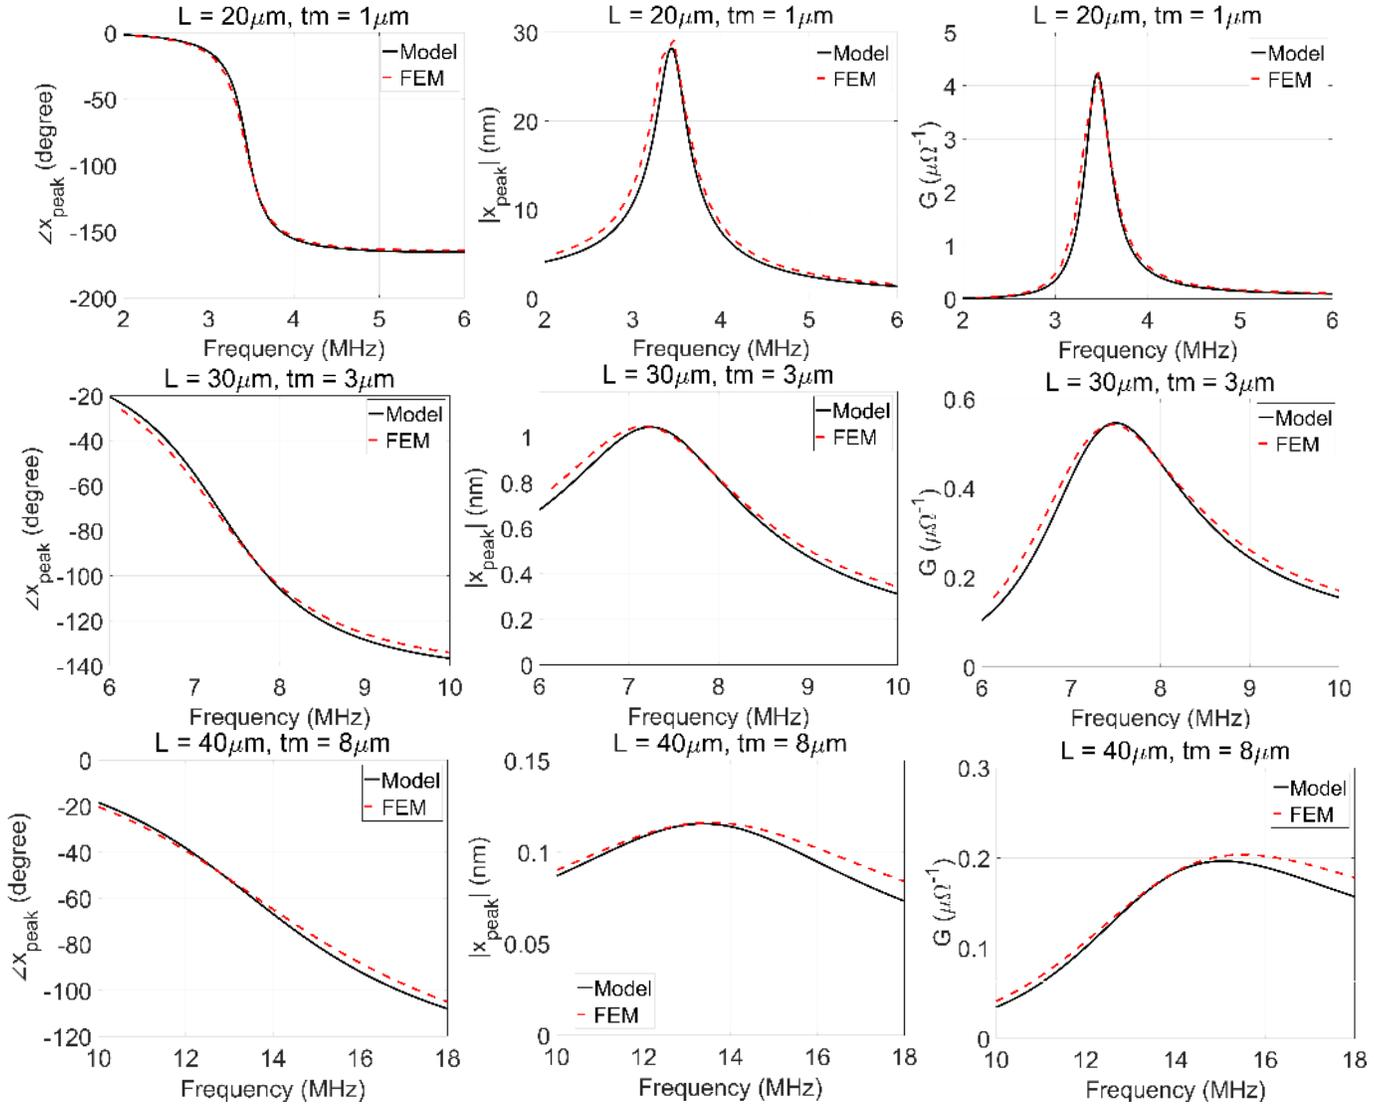 L = 20μm, tm = 1μm
0
-50
-100
-150
-200
∠x_peak (degree)
Model
FEM
2 3 4 5 6
Frequency (MHz)
L = 20μm, tm = 1μm
30
20
10
0
|x_peak| (nm)
Model
FEM
2 3 4 5 6
Frequency (MHz)
L = 20μm, tm = 1μm
5
4
3
2
1
0
G (μΩ⁻¹)
Model
FEM
2 3 4 5 6
Frequency (MHz)
L = 30μm, tm = 3μm
-20
-40
-60
-80
-100
-120
-140
∠x_peak (degree)
Model
FEM
6 7 8 9 10
Frequency (MHz)
L = 30μm, tm = 3μm
1
0.8
0.6
0.4
0.2
0
|x_peak| (nm)
Model
FEM
6 7 8 9 10
Frequency (MHz)
L = 30μm, tm = 3μm
0.6
0.4
0.2
0
G (μΩ⁻¹)
Model
FEM
6 7 8 9 10
Frequency (MHz)
L = 40μm, tm = 8μm
0
-20
-40
-60
-80
-100
-120
∠x_peak (degree)
Model
FEM
10 12 14 16 18
Frequency (MHz)
L = 40μm, tm = 8μm
0.15
0.1
0.05
0
|x_peak| (nm)
Model
FEM
10 12 14 16 18
Frequency (MHz)
L = 40μm, tm = 8μm
0.3
0.2
0.1
0
G (μΩ⁻¹)
Model
FEM
10 12 14 16 18
Frequency (MHz)